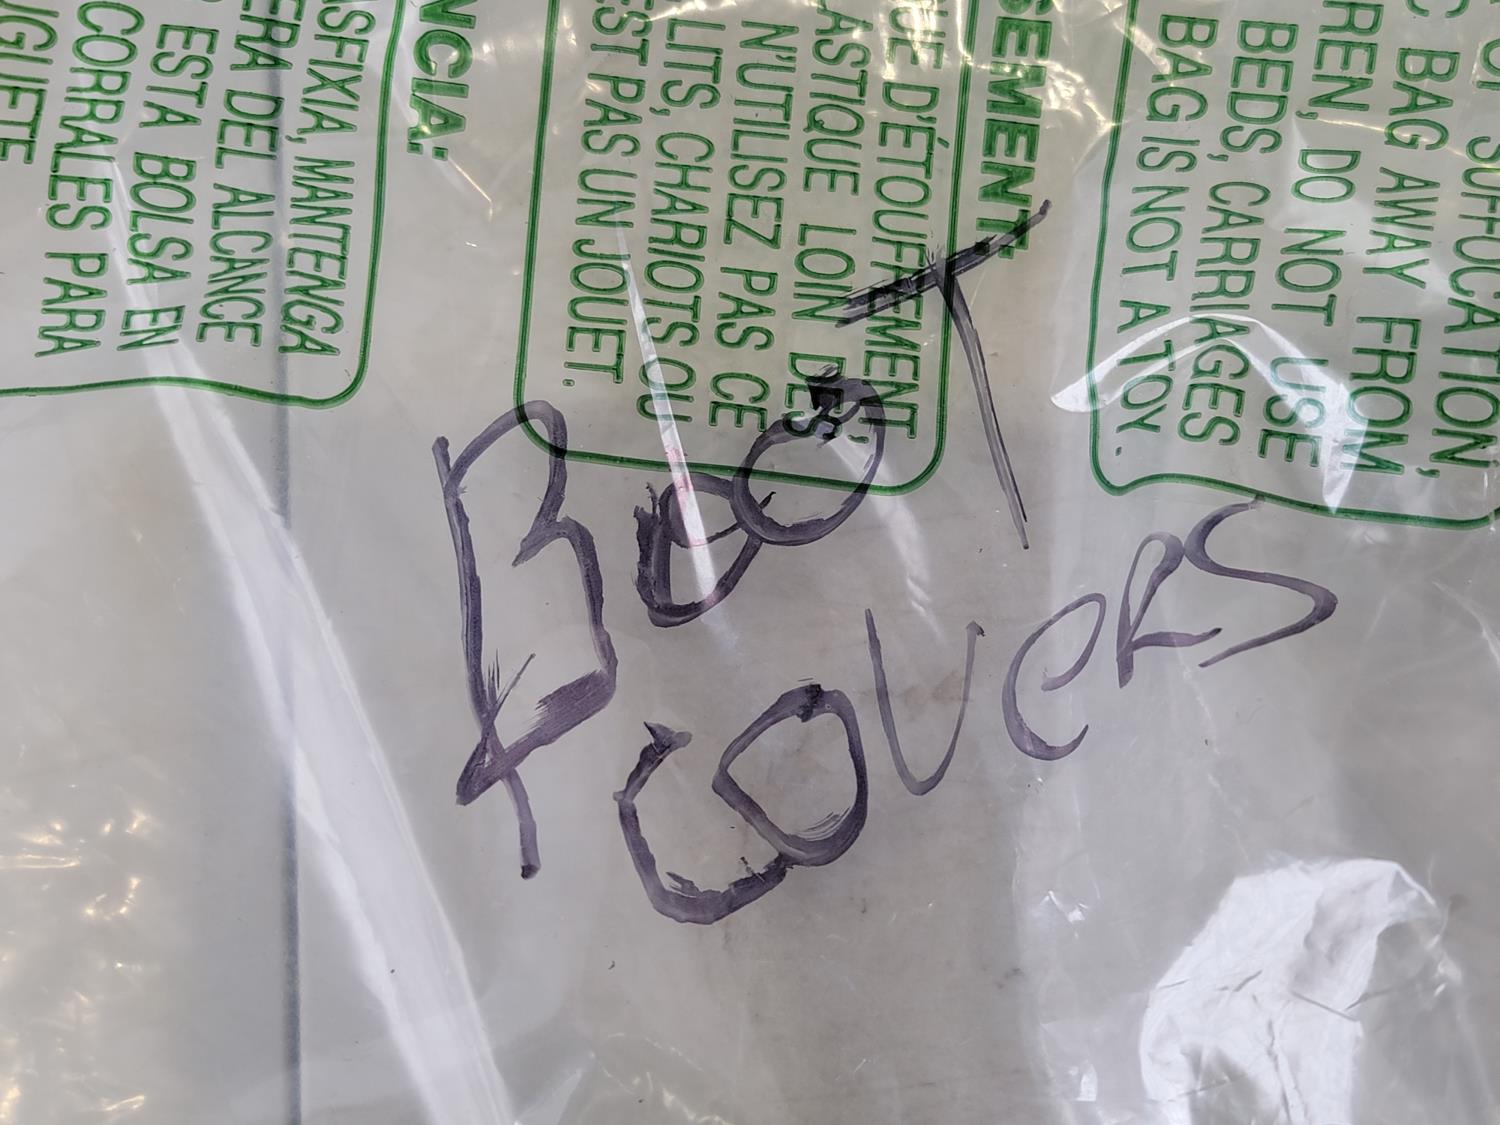 BOOT
COVERS
OF SUFFOCATION,
C BAG AWAY FROM
REN, DO NOT USE
BEDS, CARRIAGES
BAG IS NOT A TOY.
SEMENT
QUE D'ÉTOUFFEMENT
ASTIQUE LOIN DES
N'UTILISEZ PAS CE
LITS, CHARIOTS OU
EST PAS UN JOUET.
NCIA:
ASFIXIA, MANTENGA
ERA DEL ALCANCE
ESTA BOLSA EN
CORRALES PARA
UGUETE